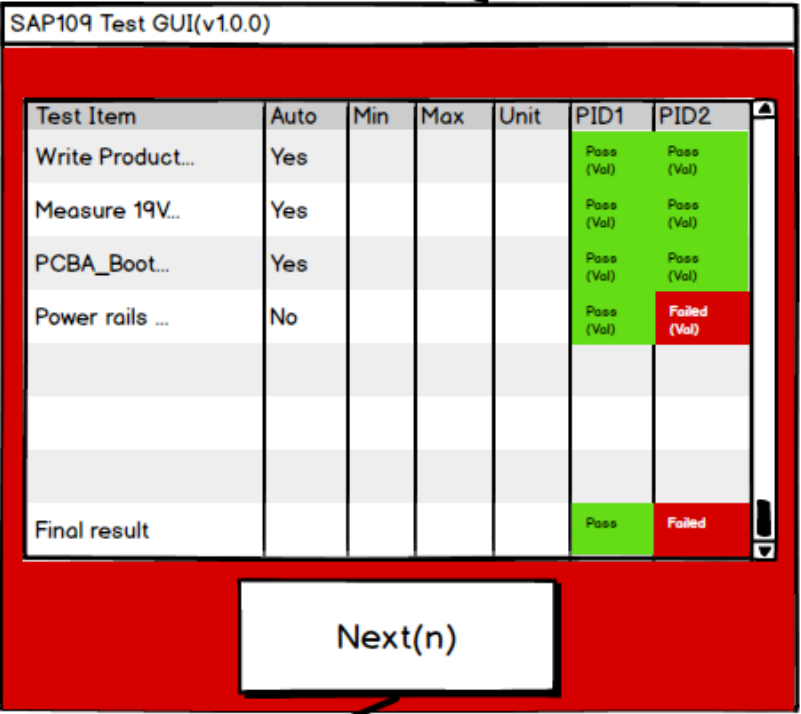 SAP109 Test GUI(v1.0.0)
Test Item Auto Min Max Unit PID1 PID2
Write Product... Yes Pass (Val) Pass (Val)
Measure 19V... Yes Pass (Val) Pass (Val)
PCBA_Boot... Yes Pass (Val) Pass (Val)
Power rails ... No Pass (Val) Failed (Val)
Final result Pass Failed
Next(n)